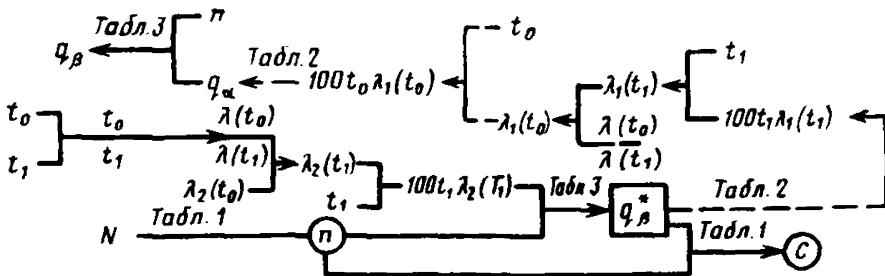 Табл. 3 п t₀
q_β Табл. 2 t₁
q_α 100t₀λ₁(t₀) λ₁(t₁)
t₀ t₀ λ(t₀) λ₁(t₀) λ(t₀) 100t₁λ₁(t₁)
t₁ t₁ λ(t₁) λ₂(t₁) λ(t₁)
λ₂(t₀) 100t₁λ₂(T₁) Табл 3 Табл. 2
Табл. 1 t₁ q*_β Табл. 1
N п С